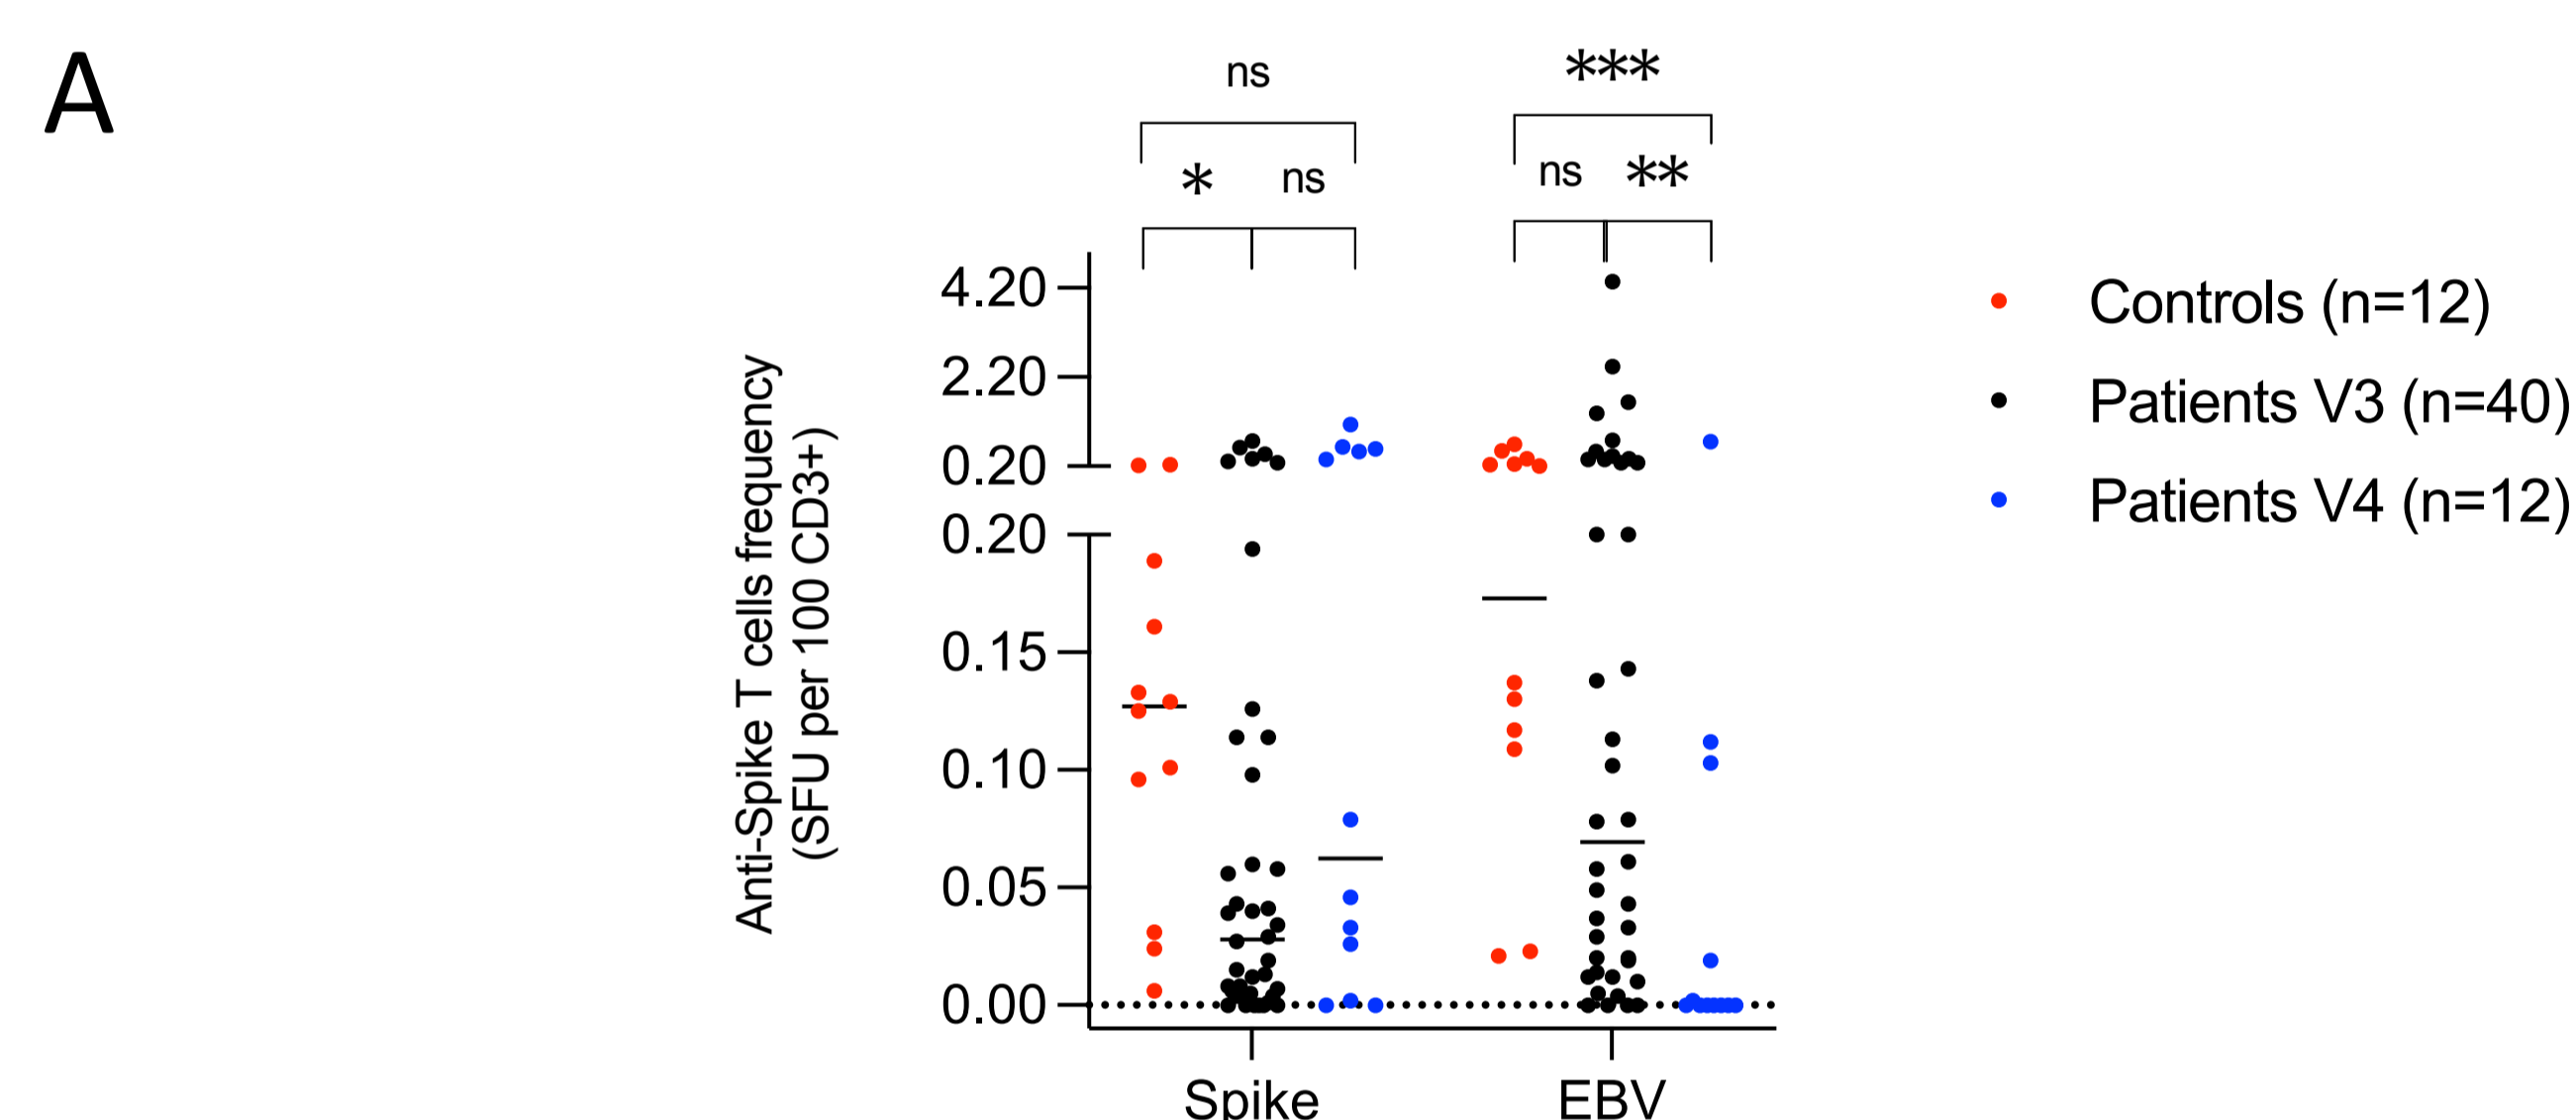 A
ns
***
* ns
ns **
4.20
2.20
0.20
0.20
0.15
0.10
0.05
0.00
Anti-Spike T cells frequency
(SFU per 100 CD3+)
Spike
EBV
Controls (n=12)
Patients V3 (n=40)
Patients V4 (n=12)